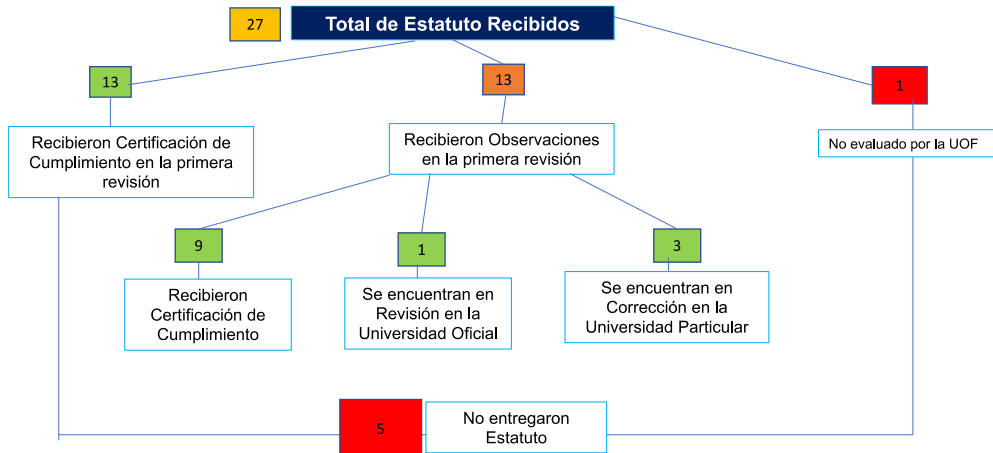 27
Total de Estatuto Recibidos
13
13
1
Recibieron Certificación de
Cumplimiento en la primera
revisión
Recibieron Observaciones
en la primera revisión
No evaluado por la UOF
9
1
3
Recibieron
Certificación de
Cumplimiento
Se encuentran en
Revisión en la
Universidad Oficial
Se encuentran en
Corrección en la
Universidad Particular
5
No entregaron
Estatuto